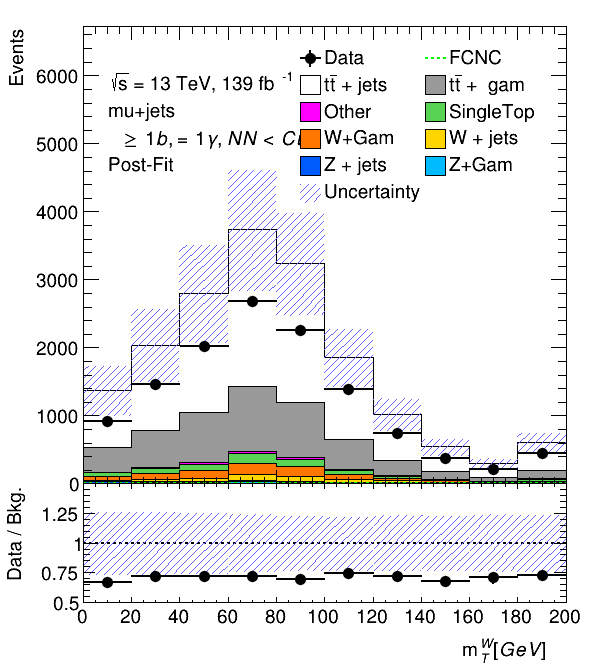 Events
6000
5000
4000
3000
2000
1000
0
√s = 13 TeV, 139 fb⁻¹
mu+jets
≥ 1b, = 1γ, NN <
Post-Fit
Data
FCNC
tt̄ + jets
tt̄ + gam
Other
SingleTop
W+Gam
W + jets
Z + jets
Z+Gam
Uncertainty
Data / Bkg.
1.25
1
0.75
0.5
0 20 40 60 80 100 120 140 160 180 200
m_T^W [GeV]